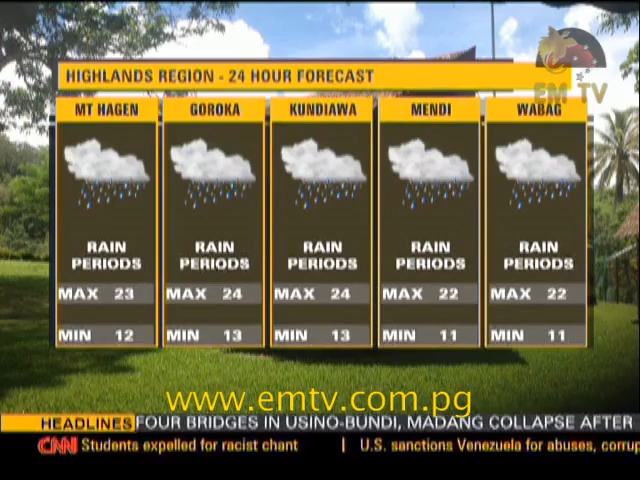 HIGHLANDS REGION - 24 HOUR FORECAST
EM TV
MT HAGEN GOROKA KUNDIAWA MENDI WABAG
RAIN PERIODS RAIN PERIODS RAIN PERIODS RAIN PERIODS RAIN PERIODS
MAX 23 MAX 24 MAX 24 MAX 22 MAX 22
MIN 12 MIN 13 MIN 13 MIN 11 MIN 11
www.emtv.com.pg
HEADLINES FOUR BRIDGES IN USINO-BUNDI, MADANG COLLAPSE AFTER
CNN Students expelled for racist chant | U.S. sanctions Venezuela for abuses, corrup